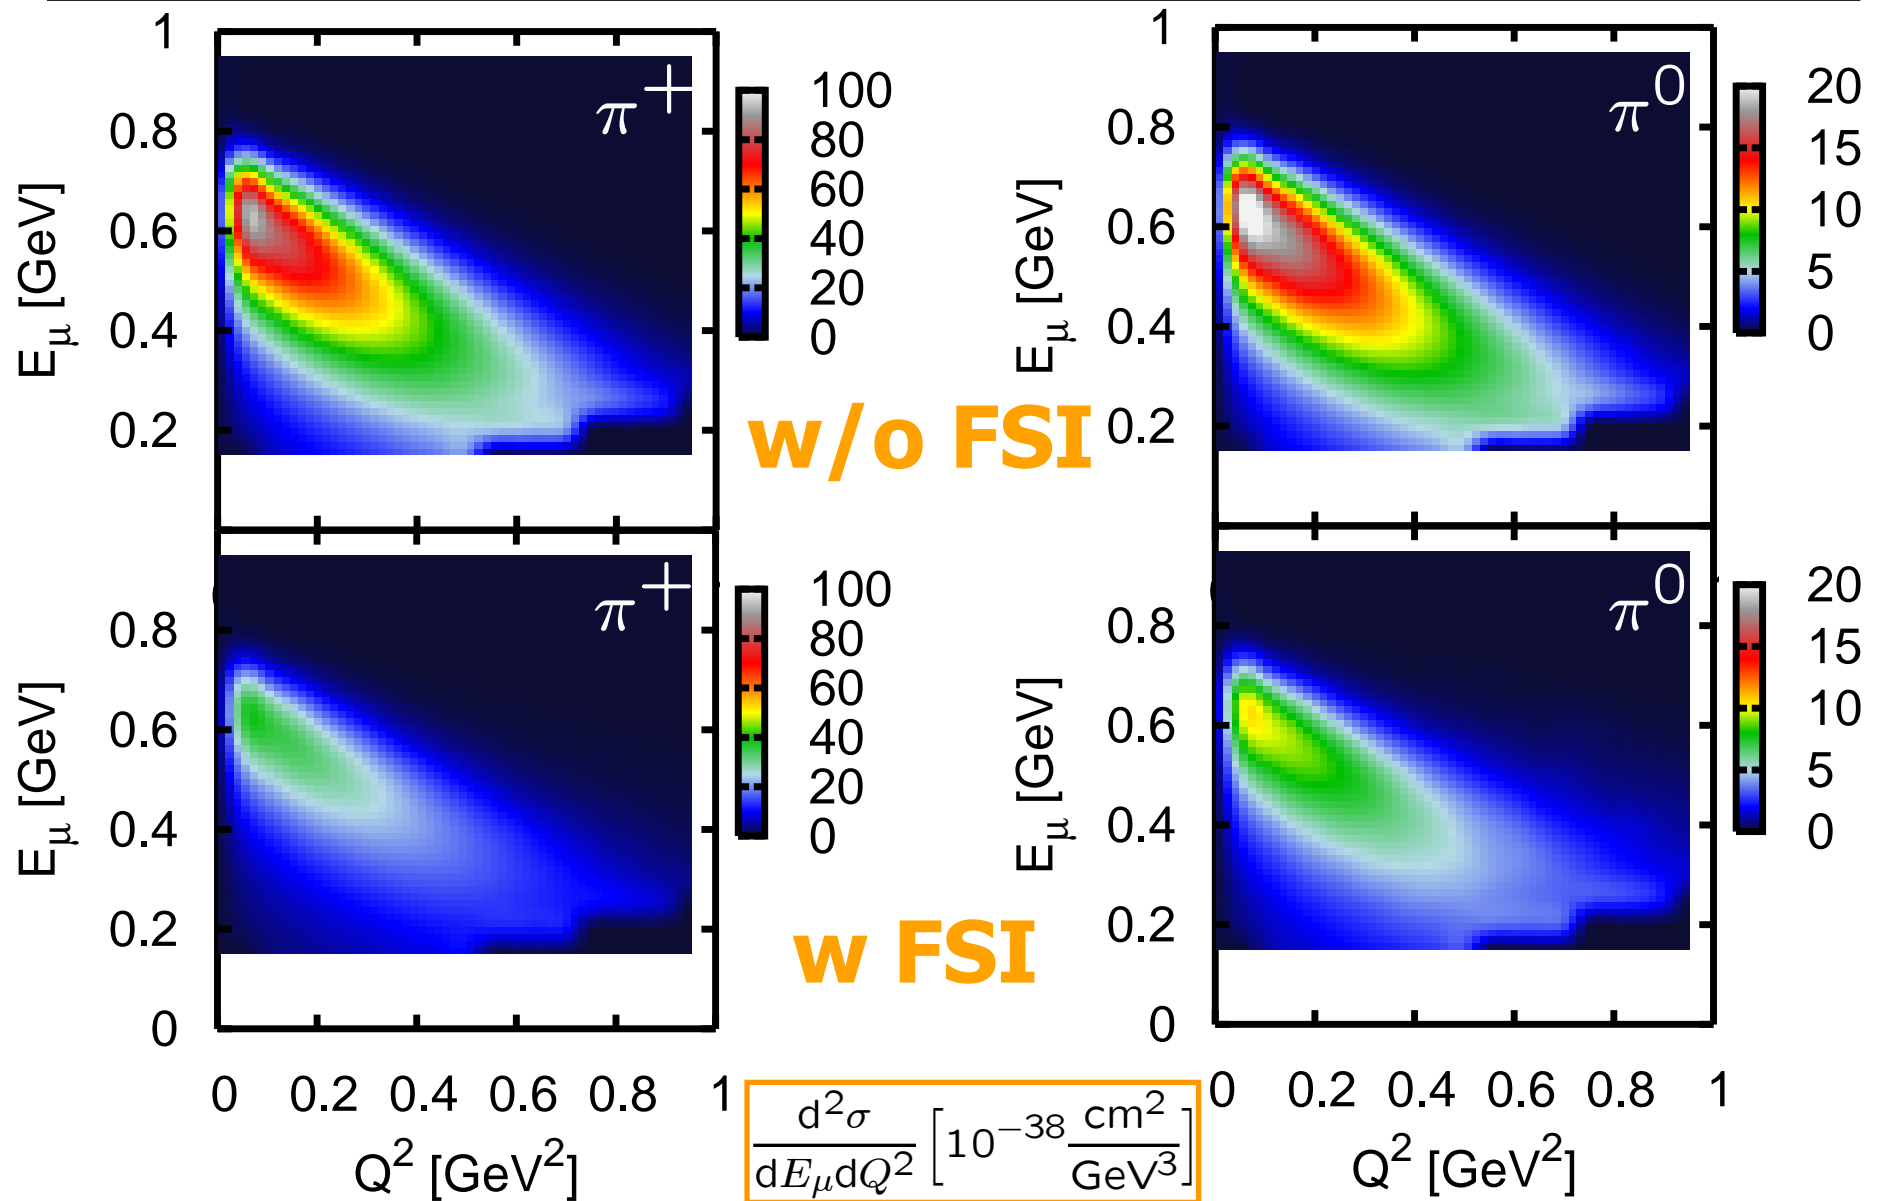 1
0.8
0.6
0.4
0.2
E_μ [GeV]
π⁺
100
80
60
40
20
0
1
0.8
0.6
0.4
0.2
E_μ [GeV]
π⁰
20
15
10
5
0
w/o FSI
0.8
0.6
0.4
0.2
0
E_μ [GeV]
π⁺
100
80
60
40
20
0
0.8
0.6
0.4
0.2
0
E_μ [GeV]
π⁰
20
15
10
5
0
w FSI
0 0.2 0.4 0.6 0.8 1
Q² [GeV²]
d²σ
dE_μdQ² [10⁻³⁸ cm²
GeV³]
0 0.2 0.4 0.6 0.8 1
Q² [GeV²]